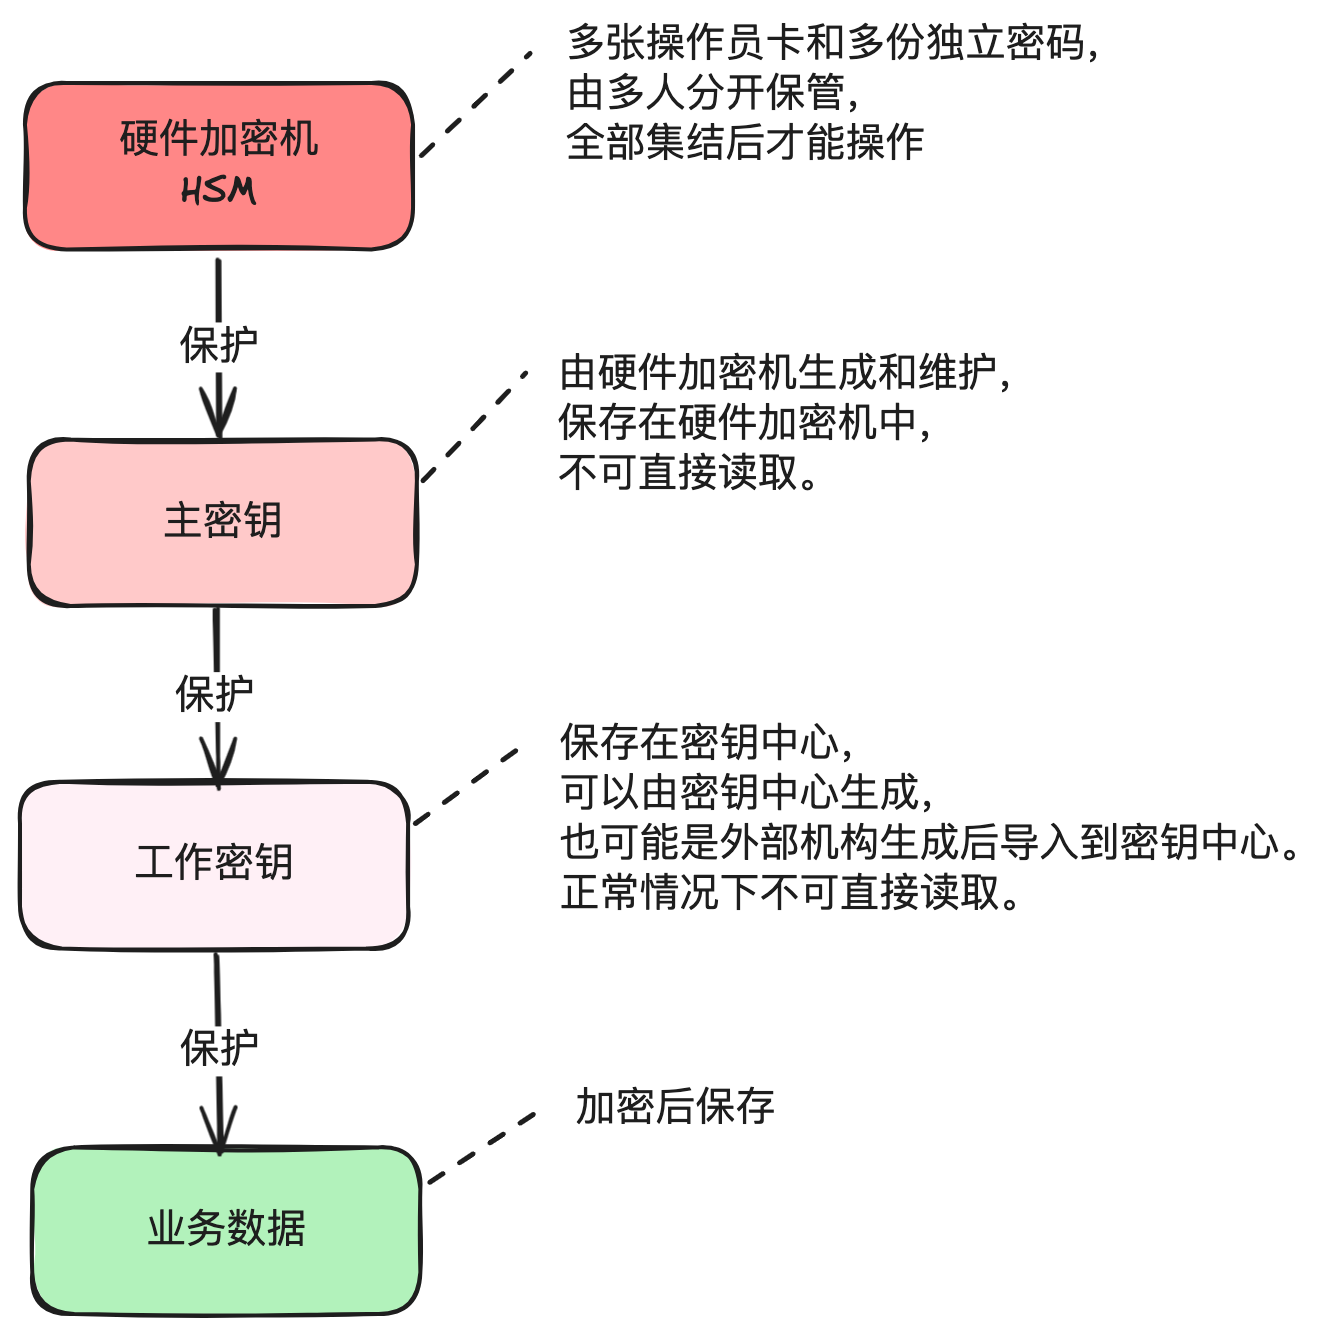 多张操作员卡和多份独立密码，
由多人分开保管，
全部集结后才能操作
硬件加密机
HSM
保护
由硬件加密机生成和维护，
保存在硬件加密机中，
不可直接读取。
主密钥
保护
保存在密钥中心，
可以由密钥中心生成，
也可能是外部机构生成后导入到密钥中心。
正常情况下不可直接读取。
工作密钥
保护
加密后保存
业务数据